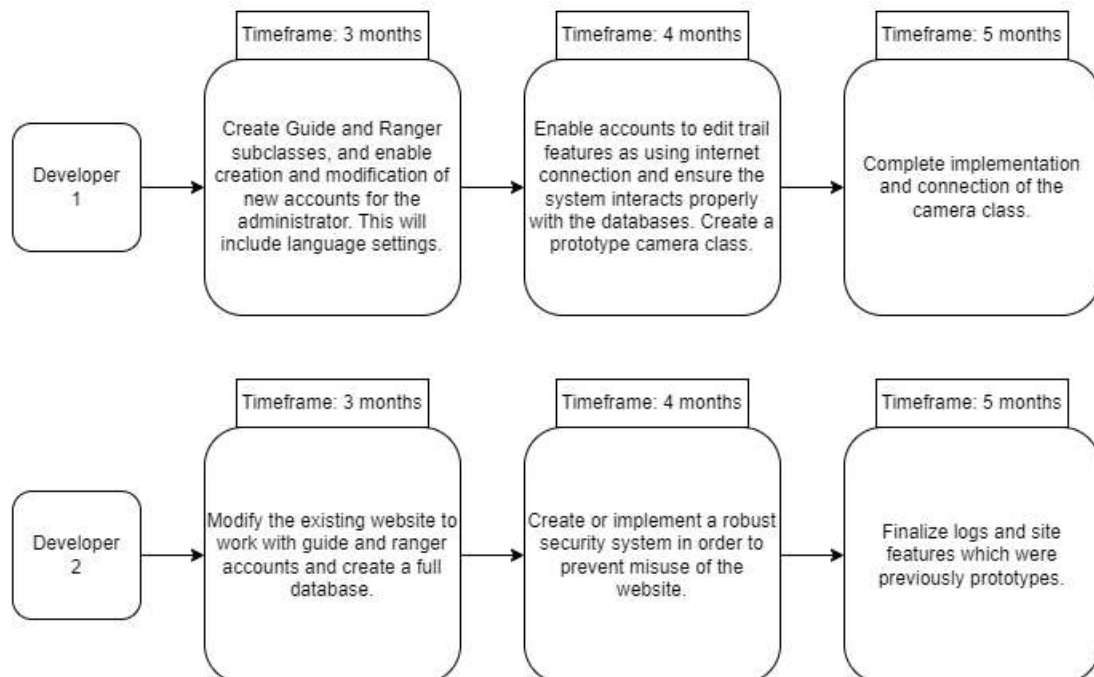 Timeframe: 3 months
Timeframe: 4 months
Timeframe: 5 months
Developer
1
Create Guide and Ranger
subclasses, and enable
creation and modification of
new accounts for the
administrator. This will
include language settings.
Enable accounts to edit trail
features as using internet
connection and ensure the
system interacts properly
with the databases. Create a
prototype camera class.
Complete implementation
and connection of the
camera class.
Timeframe: 3 months
Timeframe: 4 months
Timeframe: 5 months
Developer
2
Modify the existing website to
work with guide and ranger
accounts and create a full
database.
Create or implement a robust
security system in order to
prevent misuse of the
website.
Finalize logs and site
features which were
previously prototypes.